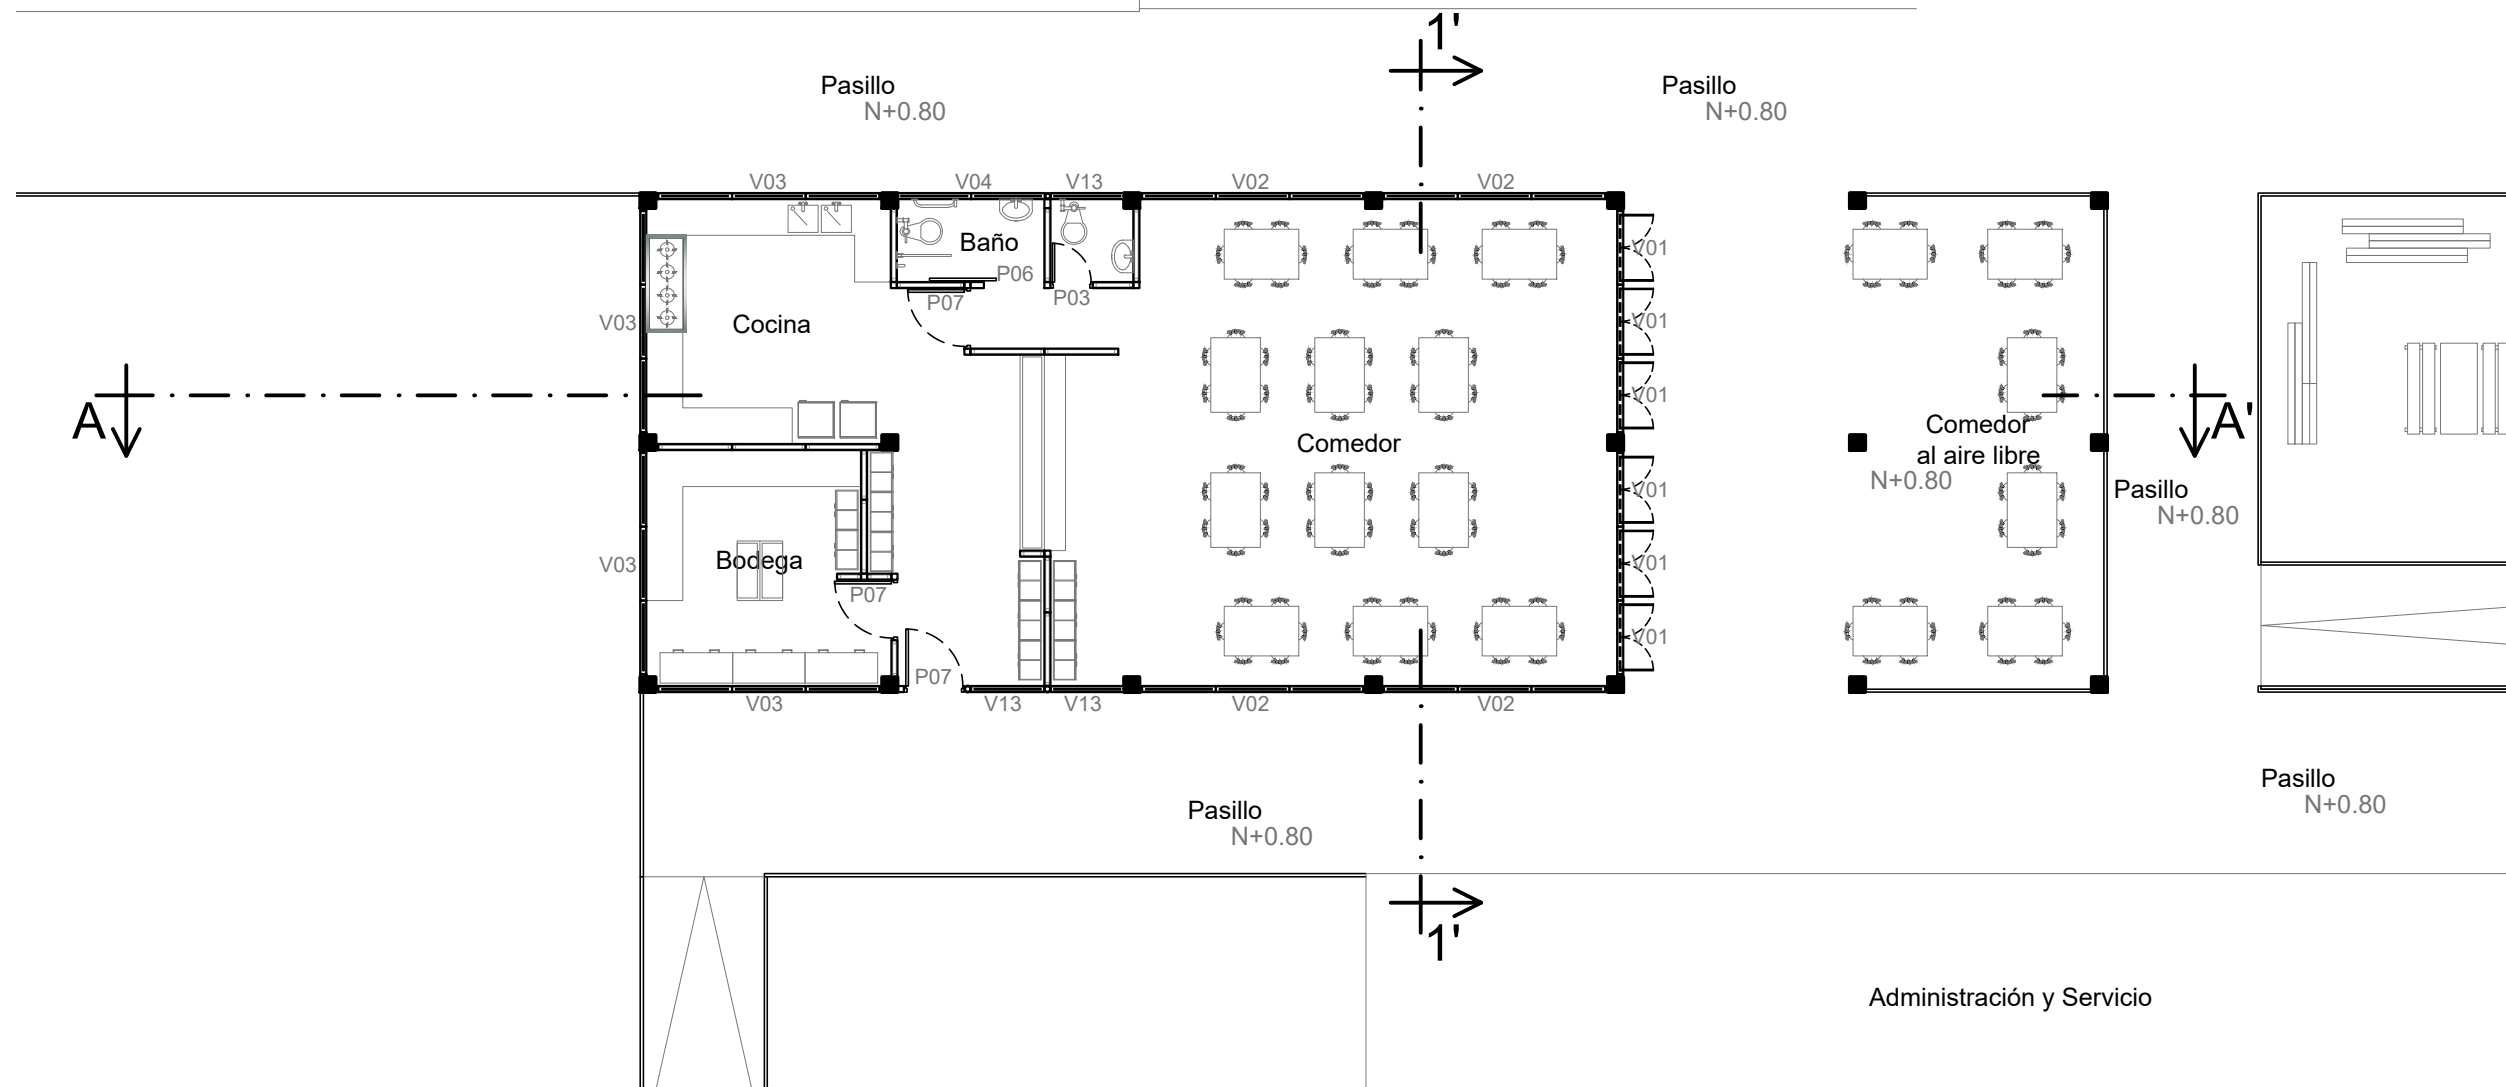 1'
Pasillo
N+0.80
Pasillo
N+0.80
V03
V04
V13
V02
V02
Baño
V01
P06
P07
P03
Cocina
V03
V01
A
V01
Comedor
Comedor
al aire libre
N+0.80
A'
Pasillo
N+0.80
V01
Bodega
V03
V01
P07
V01
P07
V03
V13
V13
V02
V02
Pasillo
N+0.80
Pasillo
N+0.80
1'
Administración y Servicio